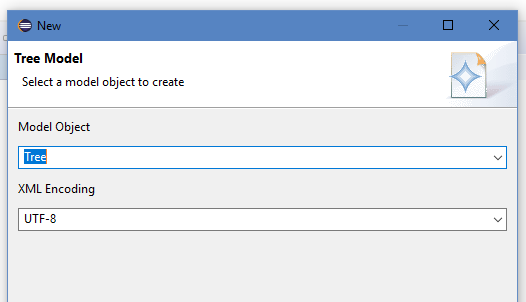 New
Tree Model
Select a model object to create
Model Object
Tree
XML Encoding
UTF-8